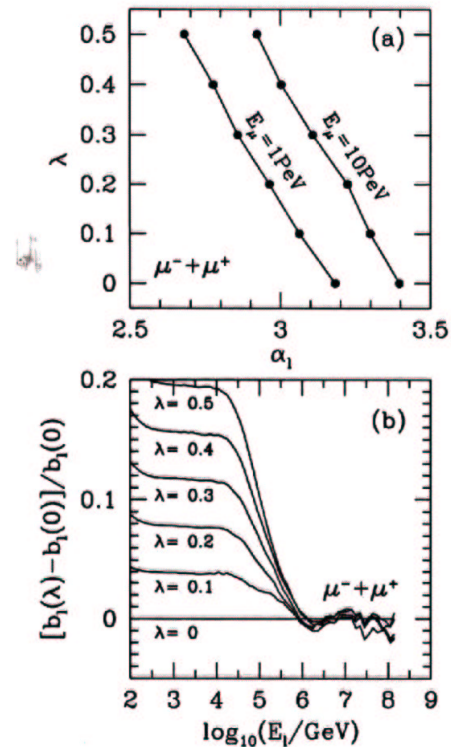 (a)
0.5
0.4
0.3
0.2
0.1
0
λ
E_μ=1PeV
E_μ=10PeV
μ⁻+μ⁺
2.5 3 3.5
α₁
(b)
0.2
0.1
0
[b₁(λ)-b₁(0)]/b₁(0)
λ= 0.5
λ= 0.4
λ= 0.3
λ= 0.2
λ= 0.1
λ= 0
μ⁻+μ⁺
2 3 4 5 6 7 8 9
log₁₀(E₁/GeV)